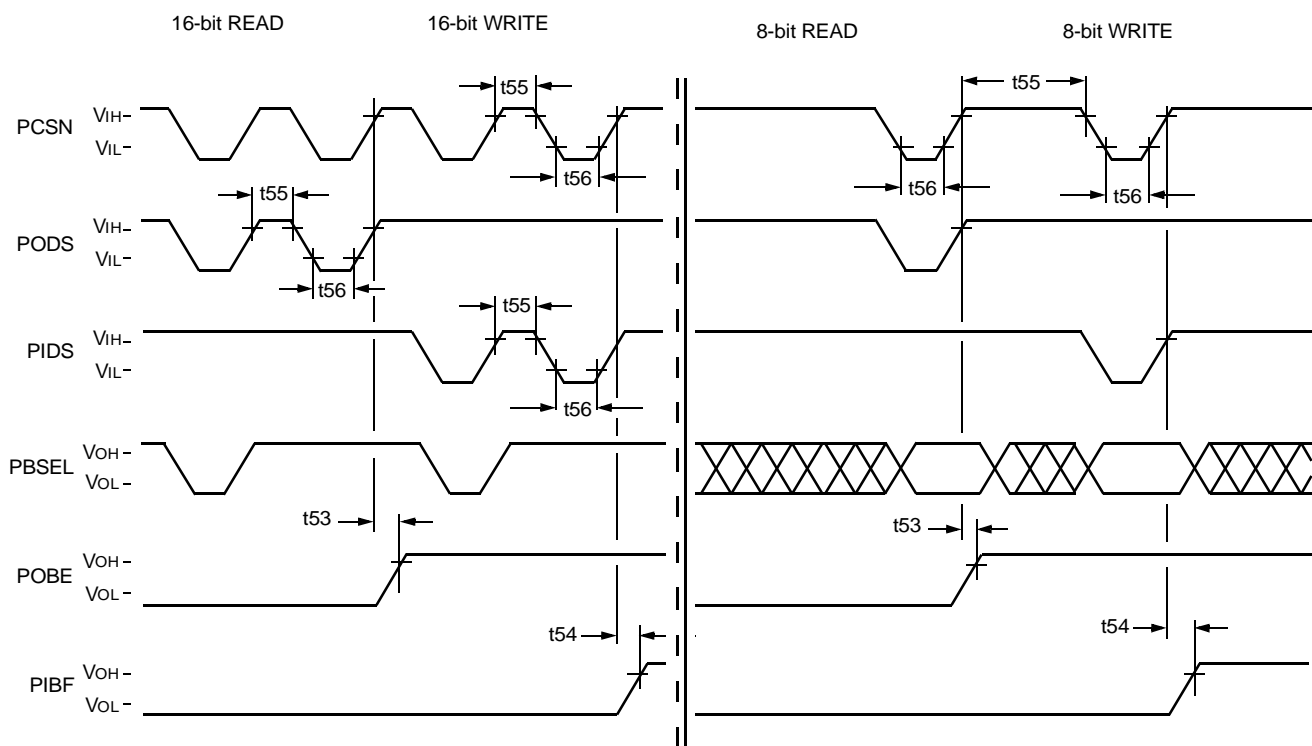 16-bit READ
16-bit WRITE
8-bit READ
8-bit WRITE
t55
t55
PCSN
VIH–
VIL –
t56
t56
t56
t55
PODS
VIH–
VIL –
t56
t55
PIDS
VIH–
VIL –
t56
PBSEL
VOH–
VOL –
t53
t53
POBE
VOH–
VOL –
t54
t54
PIBF
VOH–
VOL –